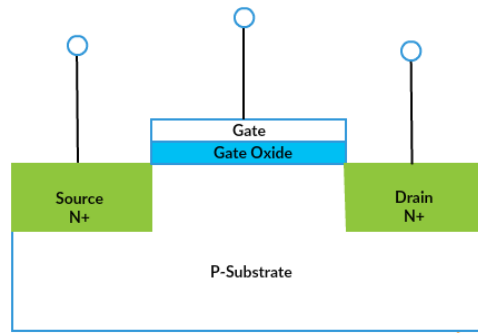 Gate
Gate Oxide
Source
N+
Drain
N+
P-Substrate